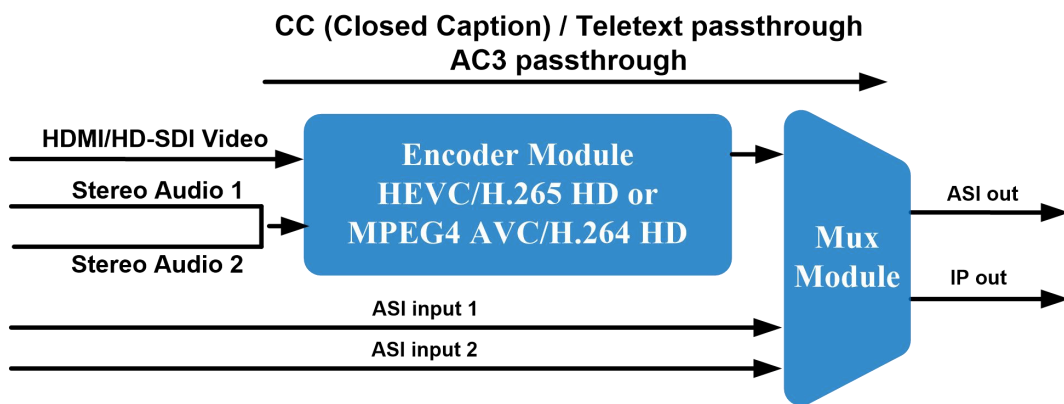 CC (Closed Caption) / Teletext passthrough
AC3 passthrough
HDMI/HD-SDI Video
Stereo Audio 1
Stereo Audio 2
Encoder Module
HEVC/H.265 HD or
MPEG4 AVC/H.264 HD
ASI input 1
ASI input 2
Mux
Module
ASI out
IP out